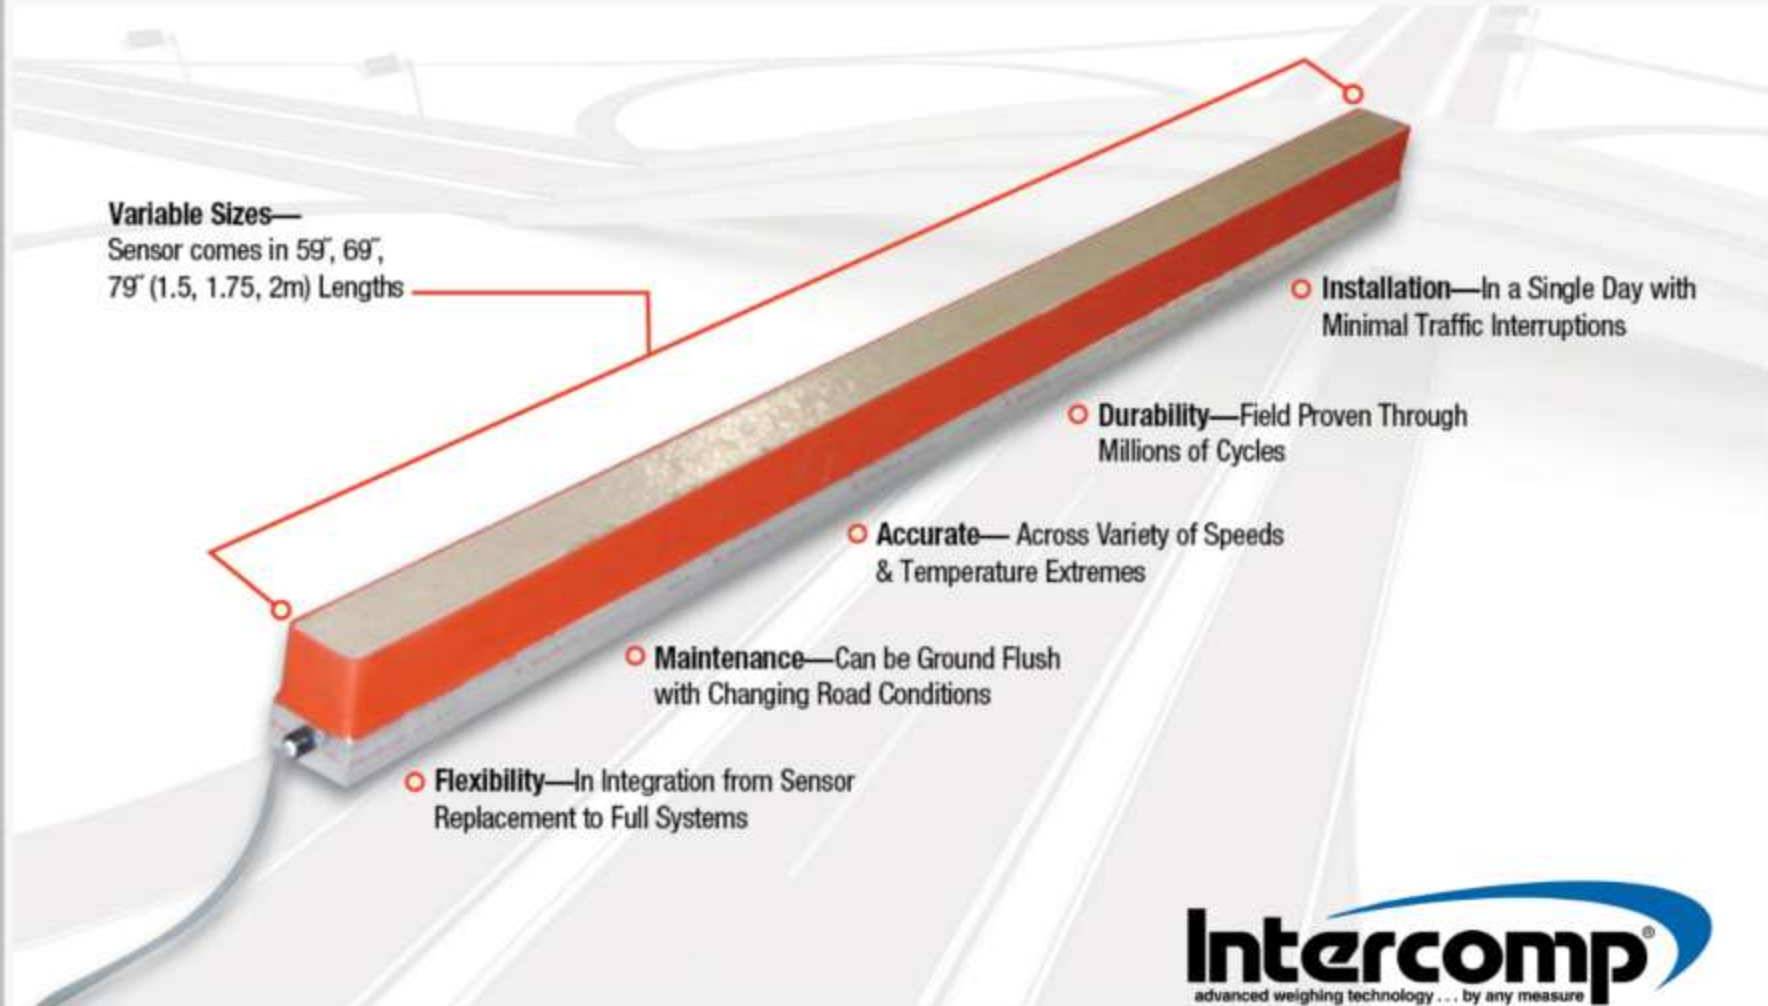 Variable Sizes—
Sensor comes in 59˝, 69˝,
79˝ (1.5, 1.75, 2m) Lengths
Installation—In a Single Day with
Minimal Traffic Interruptions
Durability—Field Proven Through
Millions of Cycles
Accurate— Across Variety of Speeds
& Temperature Extremes
Maintenance—Can be Ground Flush
with Changing Road Conditions
Flexibility—In Integration from Sensor
Replacement to Full Systems
Intercomp®
advanced weighing technology . . . by any measure